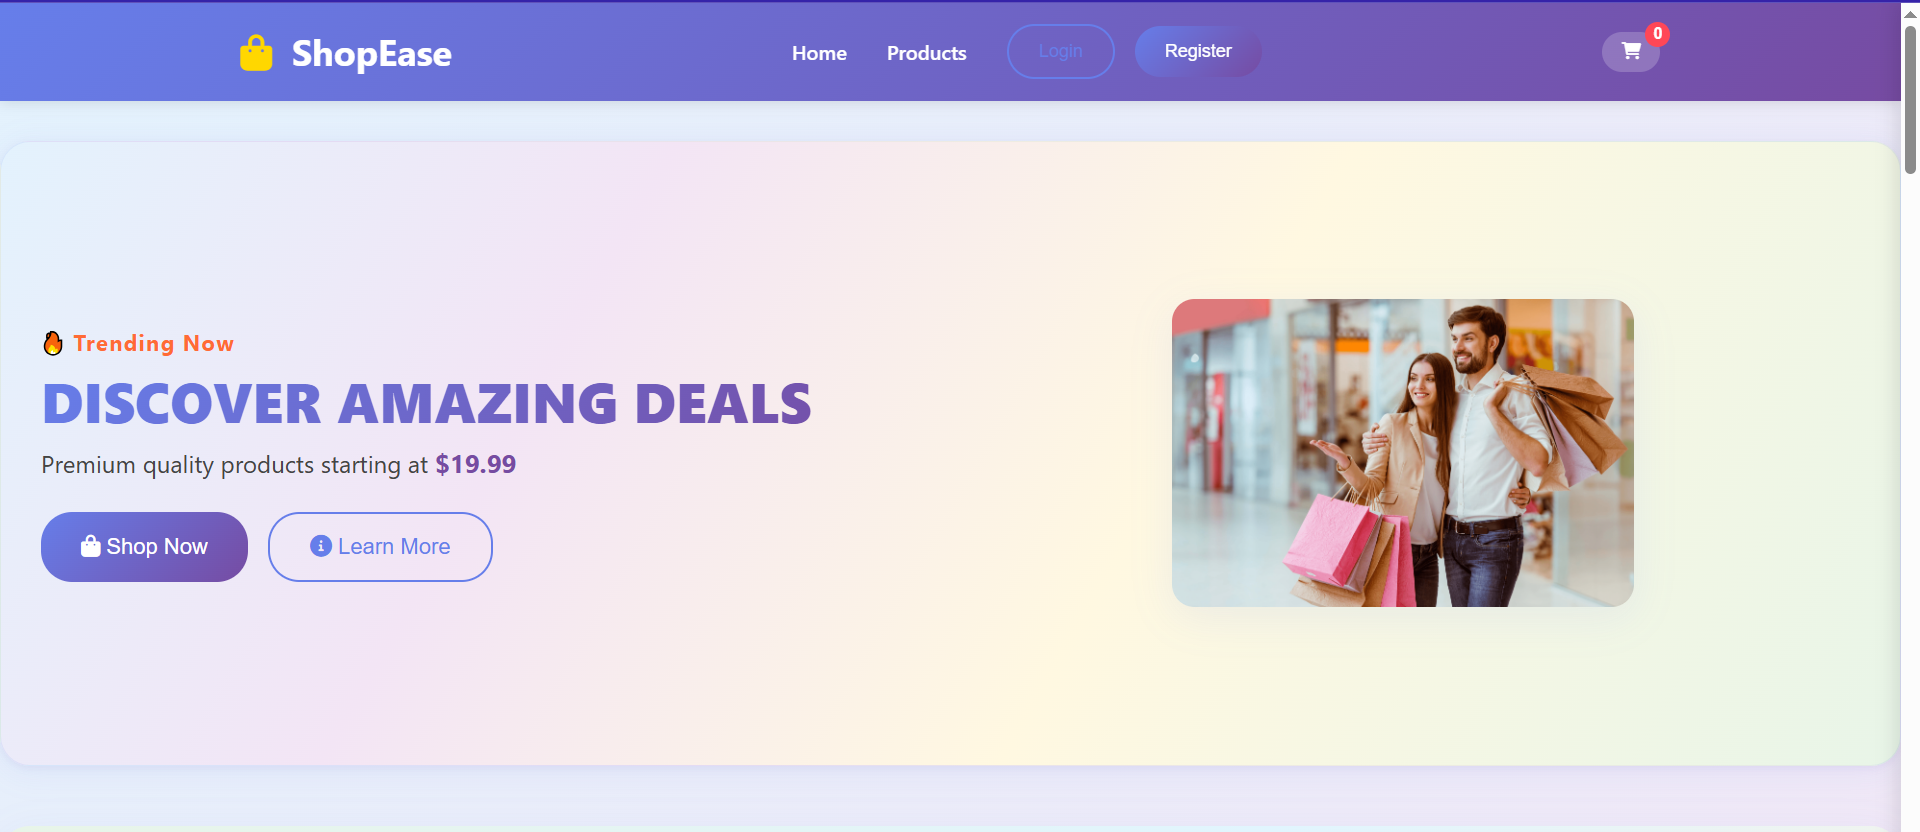 ShopEase
Home
Products
Login
Register
0
Trending Now
DISCOVER AMAZING DEALS
Premium quality products starting at $19.99
Shop Now
Learn More